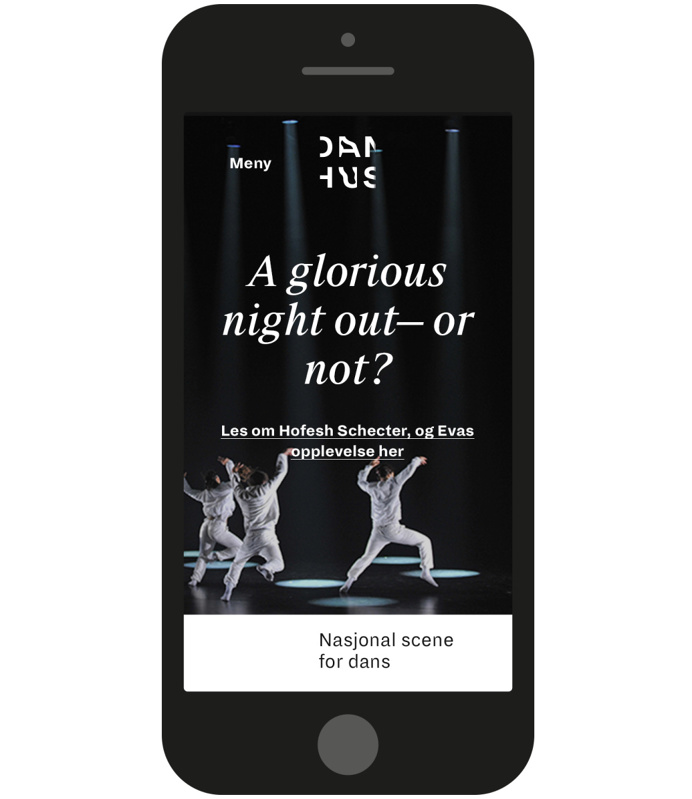 Meny
DAN
HUS
A glorious
night out— or
not?
Les om Hofesh Schecter, og Evas
opplevelse her
Nasjonal scene
for dans